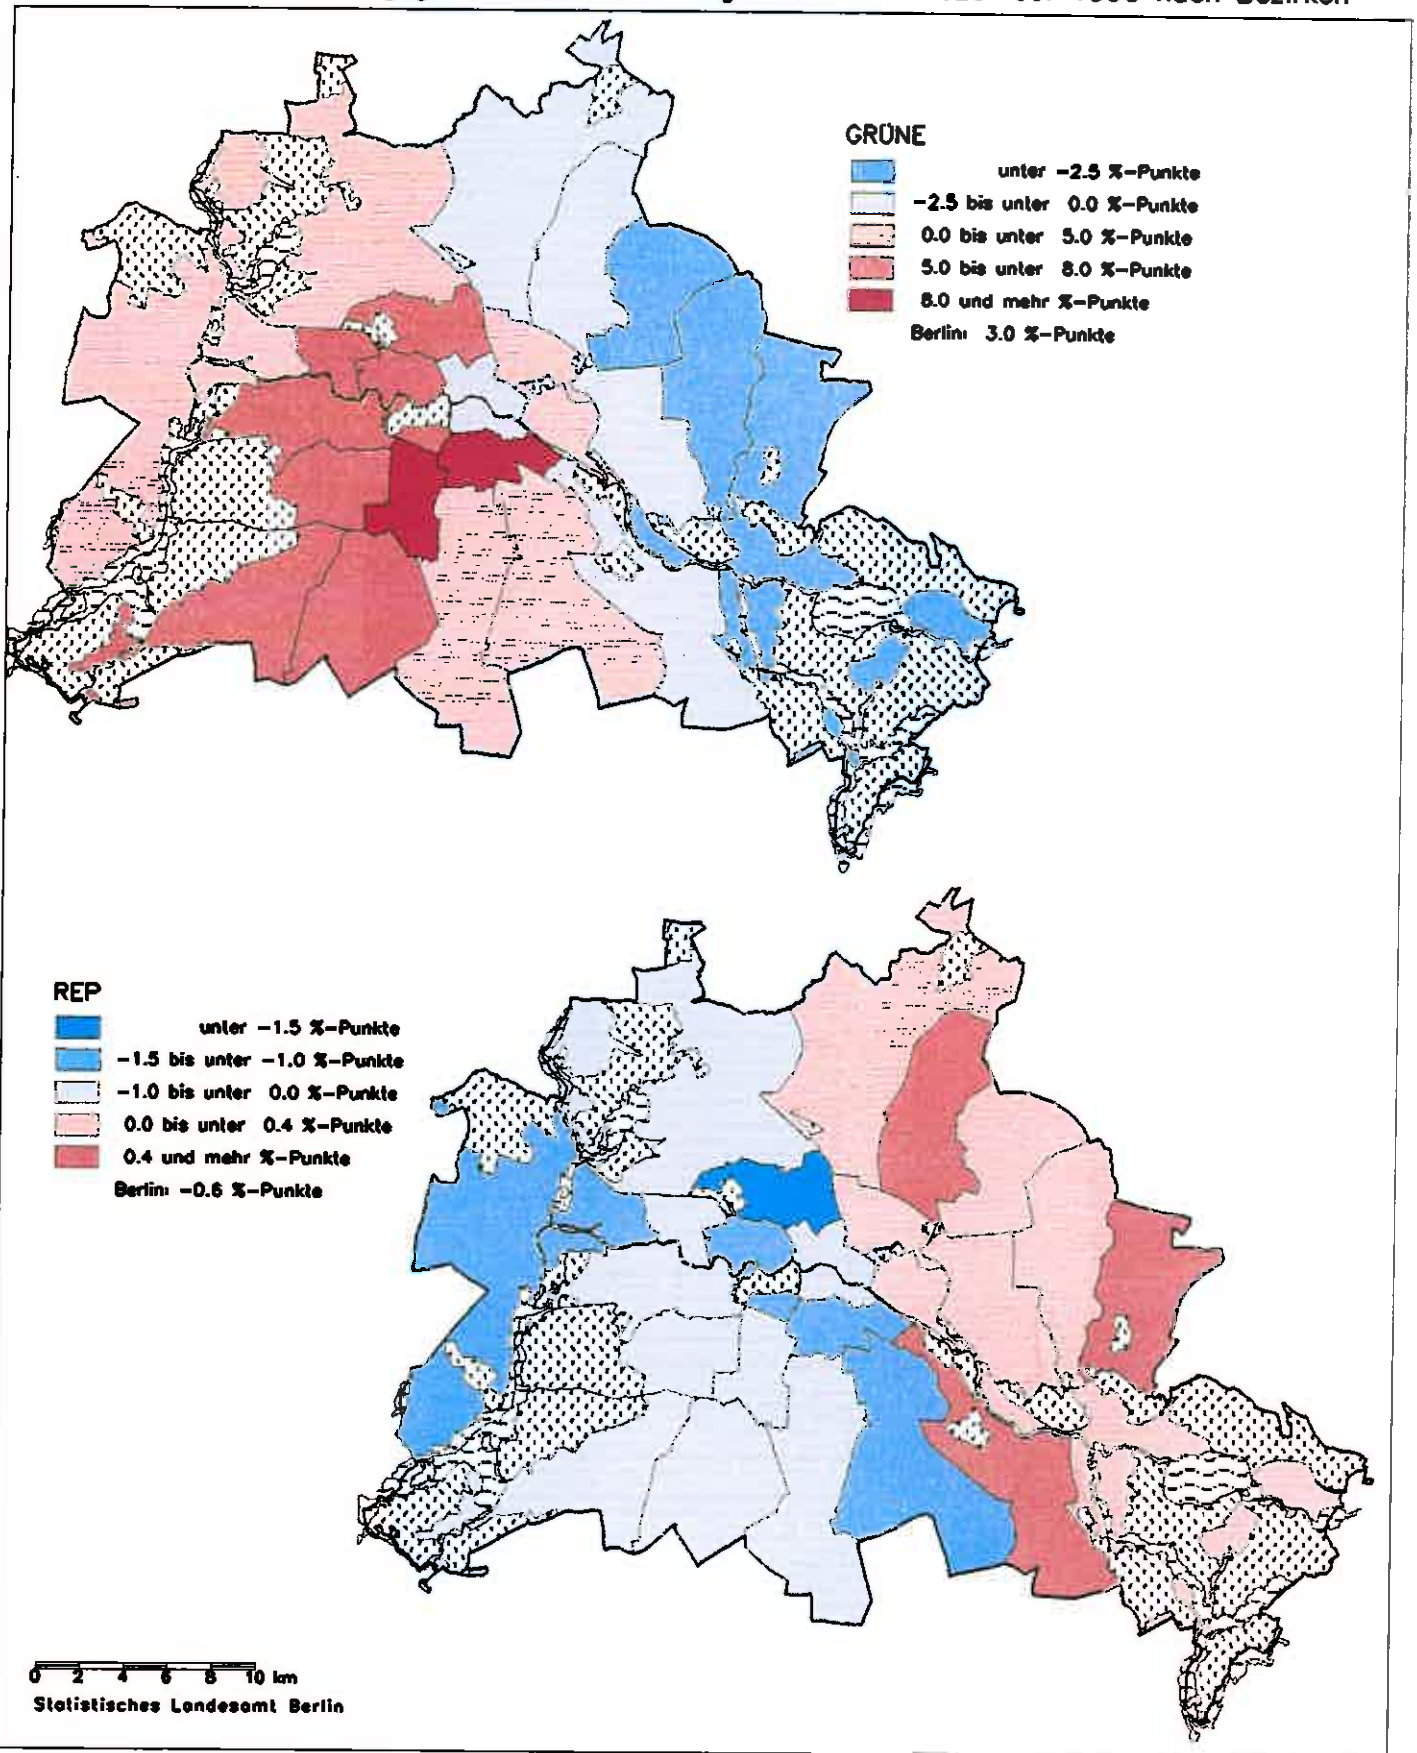 nach Bezirken
GRÜNE
unter -2.5 %-Punkte
-2.5 bis unter 0.0 %-Punkte
0.0 bis unter 5.0 %-Punkte
5.0 bis unter 8.0 %-Punkte
8.0 und mehr %-Punkte
Berlin: 3.0 %-Punkte
REP
unter -1.5 %-Punkte
-1.5 bis unter -1.0 %-Punkte
-1.0 bis unter 0.0 %-Punkte
0.0 bis unter 0.4 %-Punkte
0.4 und mehr %-Punkte
Berlin: -0.6 %-Punkte
0 2 4 6 8 10 km
Statistisches Landesamt Berlin